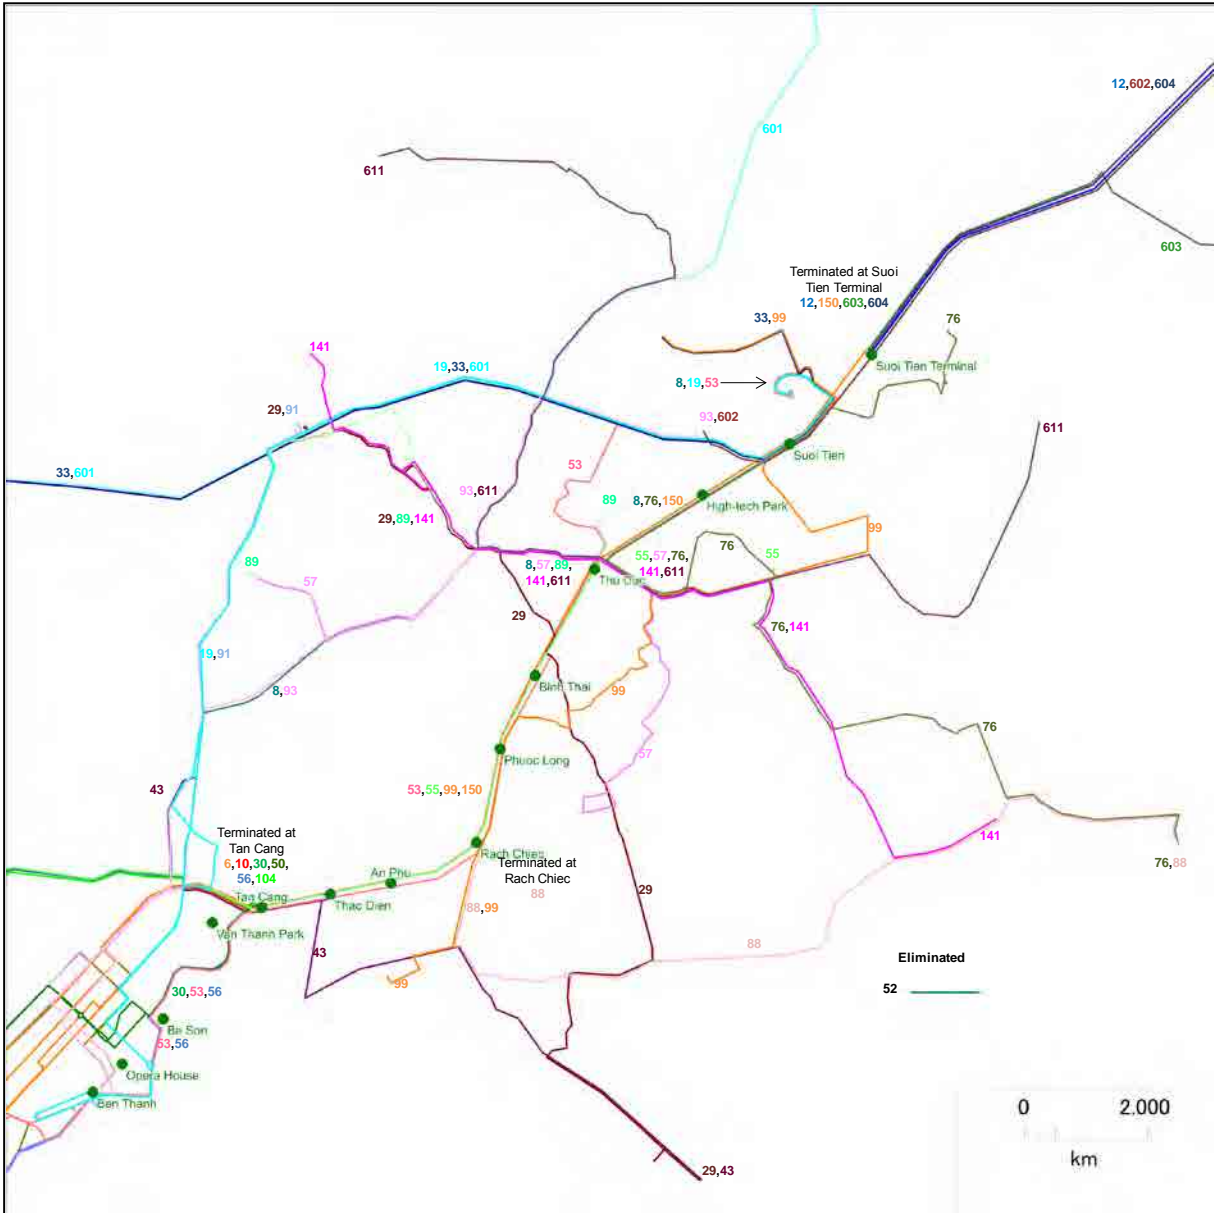 12,602,604
601
611
603
Terminated at Suoi
Tien Terminal
12,150,603,604
33,99
76
141
Suoi Tien Terminal
19,33,601
8,19,53
29,91
93,602
611
Suoi Tien
53
33,601
93,611
89
8,76,150
High-tech Park
29,89,141
99
76
55
55,57,76,
141,611
8,57,89,
141,611
Thu Duc
89
57
29
76,141
19,91
Binh Thai
8,93
99
76
57
Phuoc Long
43
53,55,99,150
Terminated at
Tan Cang
6,10,30,50,
56,104
141
Rach Chiec
Terminated at
Rach Chiec
88
76,88
An Phu
29
Tan Cang
Thao Dien
88,99
Van Thanh Park
88
43
Eliminated
99
52
30,53,56
Ba Son
53,56
Opera House
Ben Thanh
0 2.000
km
29,43